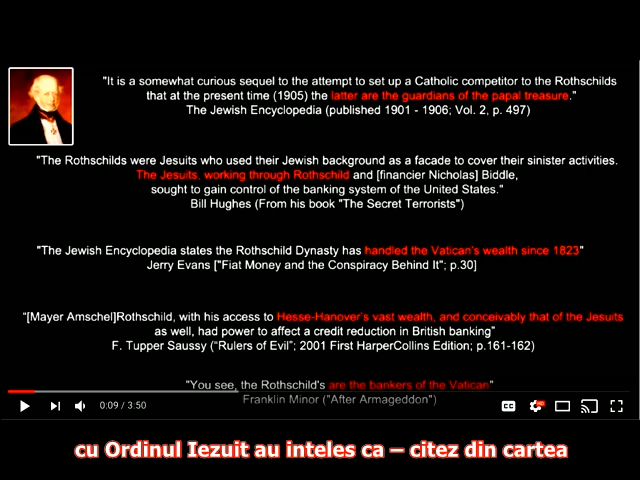 "It is a somewhat curious sequel to the attempt to set up a Catholic competitor to the Rothschilds
that at the present time (1905) the latter are the guardians of the papal treasure."
The Jewish Encyclopedia (published 1901 - 1906; Vol. 2, p. 497)
"The Rothschilds were Jesuits who used their Jewish background as a facade to cover their sinister activities.
The Jesuits, working through Rothschild and [financier Nicholas] Biddle,
sought to gain control of the banking system of the United States."
Bill Hughes (From his book "The Secret Terrorists")
"The Jewish Encyclopedia states the Rothschild Dynasty has handled the Vatican's wealth since 1823"
Jerry Evans ["Fiat Money and the Conspiracy Behind It"; p.30]
"[Mayer Amschel]Rothschild, with his access to Hesse-Hanover's vast wealth, and conceivably that of the Jesuits
as well, had power to affect a credit reduction in British banking"
F. Tupper Saussy ("Rulers of Evil"; 2001 First HarperCollins Edition; p.161-162)
"You see, the Rothschild's are the bankers of the Vatican"
Franklin Minor ("After Armageddon")
0:09 / 3:50
CC
cu Ordinul Iezuit au inteles ca – citez din cartea